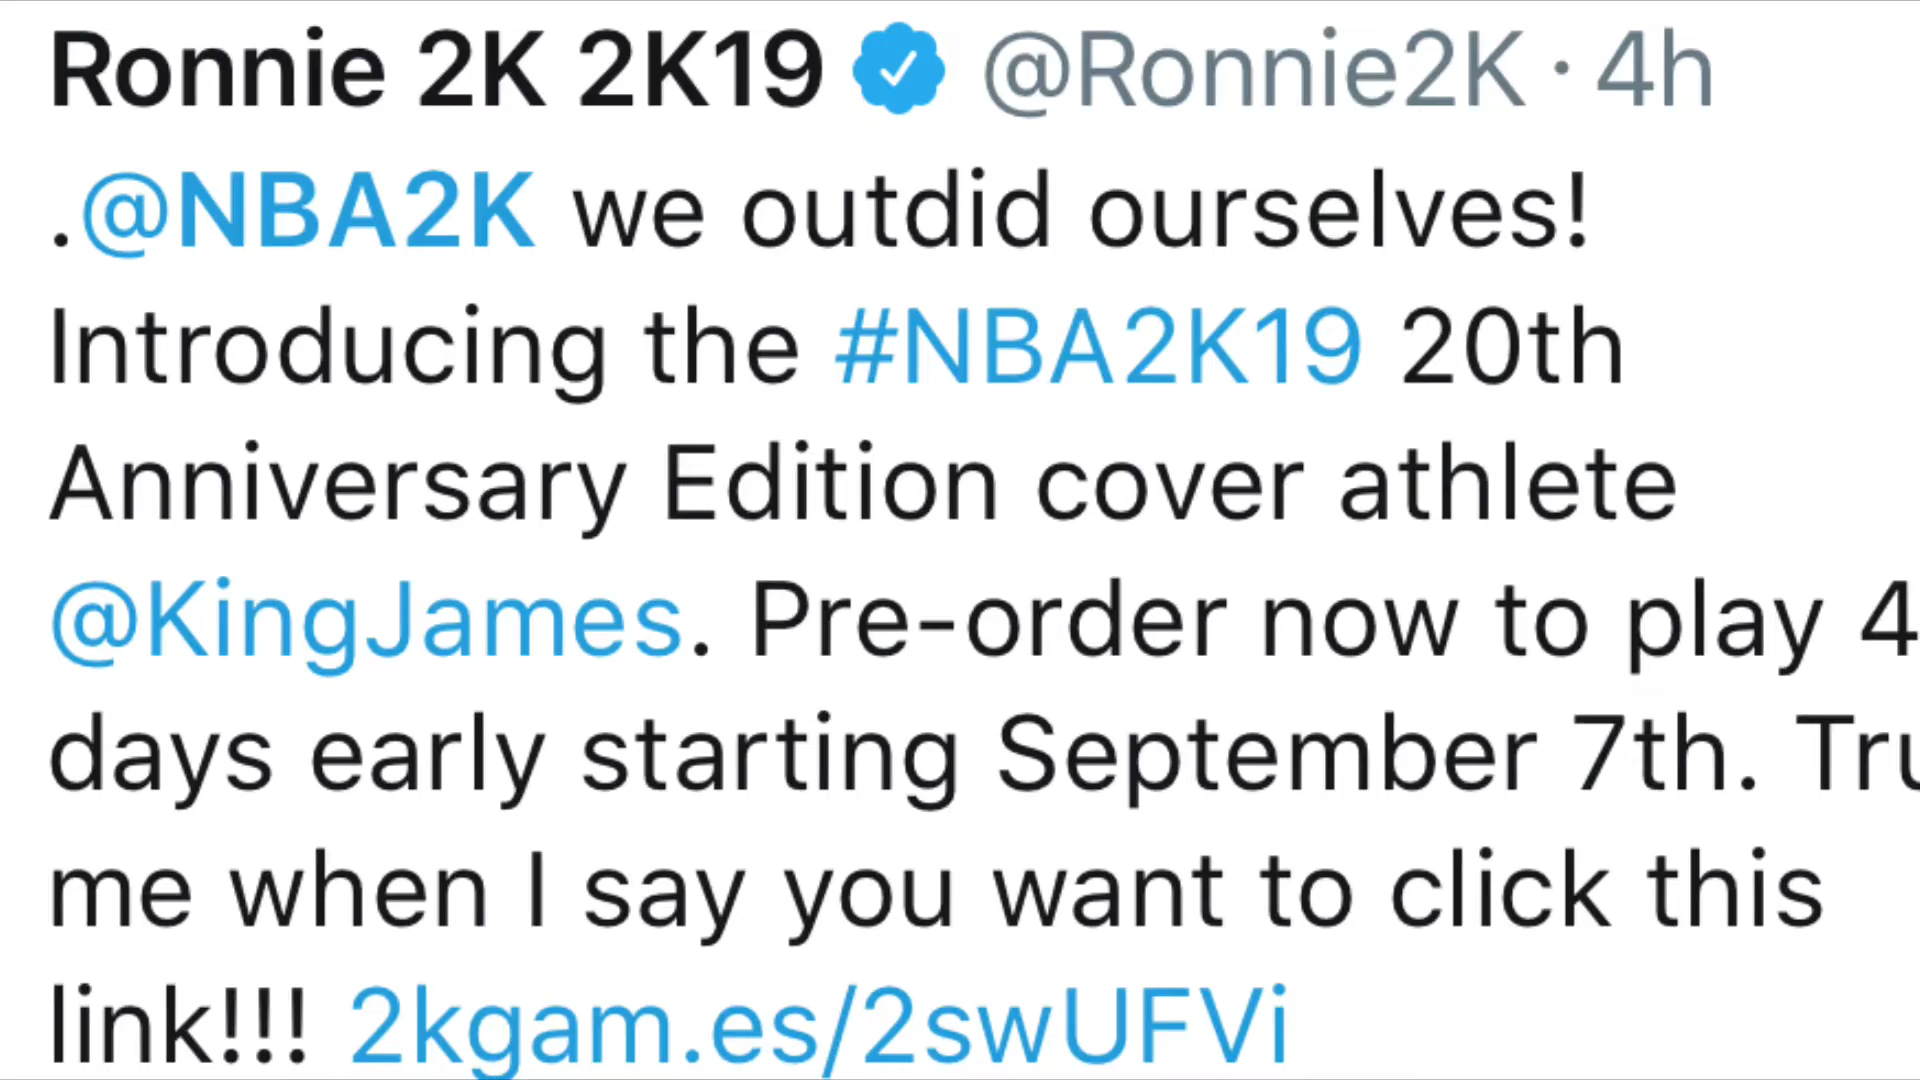 Ronnie 2K 2K19 @Ronnie2K · 4h
.@NBA2K we outdid ourselves!
Introducing the #NBA2K19 20th
Anniversary Edition cover athlete
@KingJames. Pre-order now to play 4
days early starting September 7th. Tru
me when I say you want to click this
link!!! 2kgam.es/2swUFVi